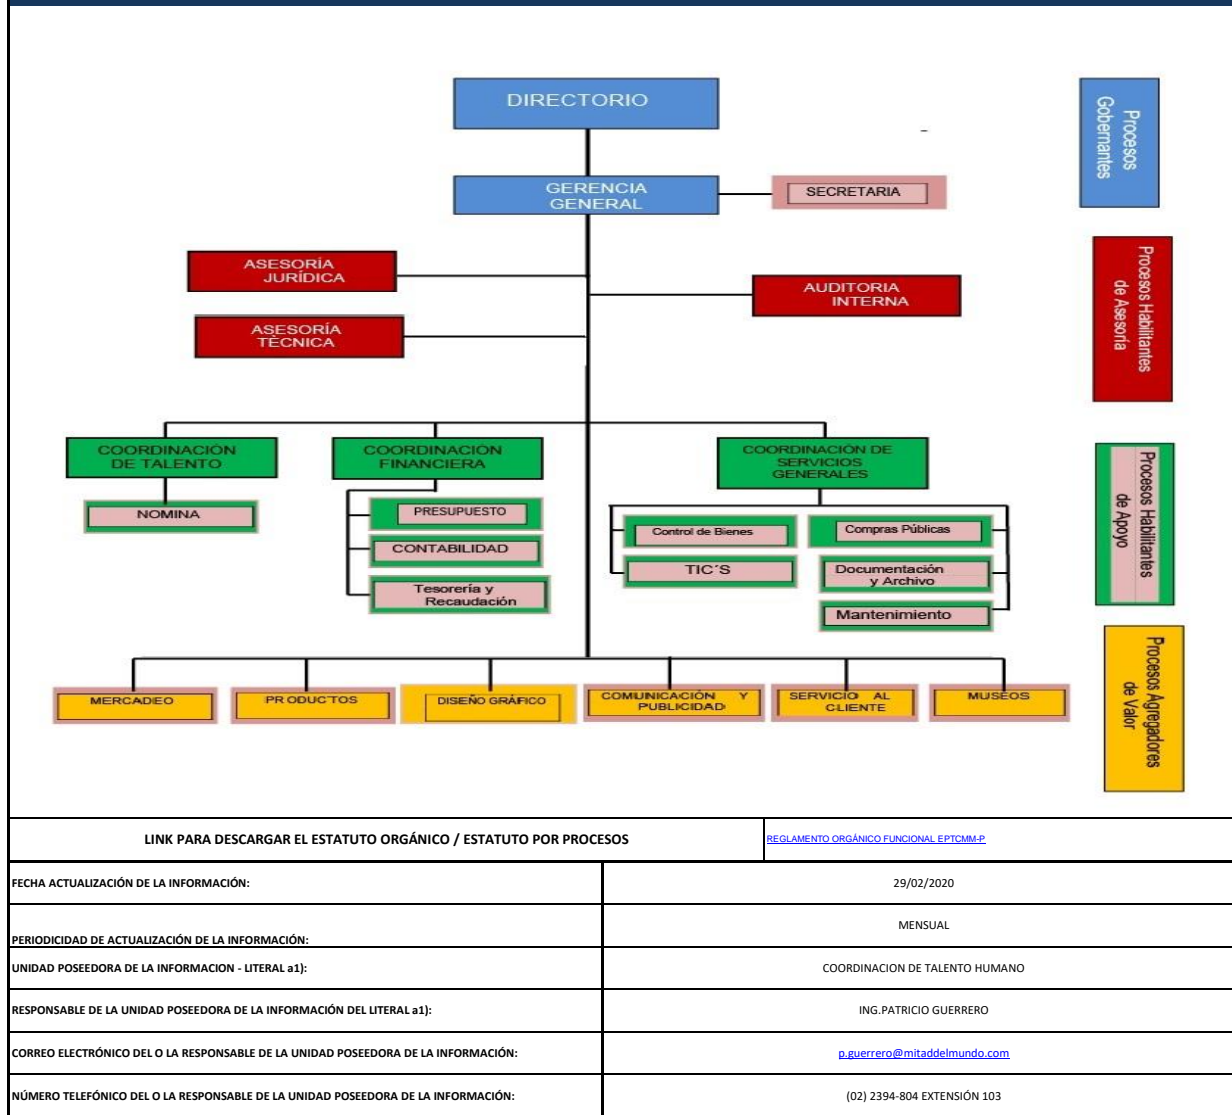 DIRECTORIO
Procesos
Gobernantes
GERENCIA
GENERAL
SECRETARIA
ASESORÍA
JURÍDICA
AUDITORIA
INTERNA
ASESORÍA
TÉCNICA
Procesos Habilitantes
de Asesoría
COORDINACIÓN
DE TALENTO
COORDINACIÓN
FINANCIERA
COORDINACIÓN DE
SERVICIOS
GENERALES
NOMINA
PRESUPUESTO
CONTABILIDAD
Tesorería y
Recaudación
Control de Bienes
TIC´S
Compras Públicas
Documentación
y Archivo
Mantenimiento
Procesos Habilitantes
de Apoyo
MERCADEO
PRODUCTOS
DISEÑO GRÁFICO
COMUNICACIÓN Y
PUBLICIDAD
SERVICIO AL
CLIENTE
MUSEOS
Procesos Agregadores
de Valor
LINK PARA DESCARGAR EL ESTATUTO ORGÁNICO / ESTATUTO POR PROCESOS
REGLAMENTO ORGÁNICO FUNCIONAL EPTCMM-P
FECHA ACTUALIZACIÓN DE LA INFORMACIÓN:
29/02/2020
PERIODICIDAD DE ACTUALIZACIÓN DE LA INFORMACIÓN:
MENSUAL
UNIDAD POSEEDORA DE LA INFORMACION - LITERAL a1):
COORDINACION DE TALENTO HUMANO
RESPONSABLE DE LA UNIDAD POSEEDORA DE LA INFORMACIÓN DEL LITERAL a1):
ING.PATRICIO GUERRERO
CORREO ELECTRÓNICO DEL O LA RESPONSABLE DE LA UNIDAD POSEEDORA DE LA INFORMACIÓN:
p.guerrero@mitaddelmundo.com
NÚMERO TELEFÓNICO DEL O LA RESPONSABLE DE LA UNIDAD POSEEDORA DE LA INFORMACIÓN:
(02) 2394-804 EXTENSIÓN 103